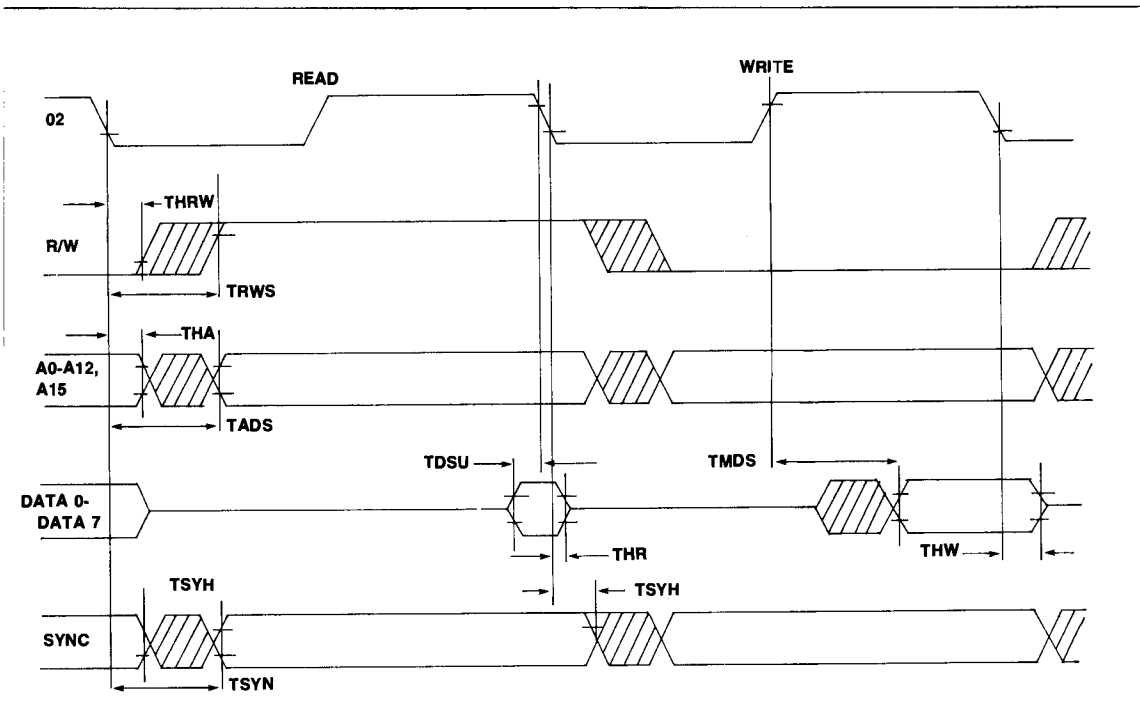 READ
WRITE
02
THRW
R/W
TRWS
THA
A0-A12,
A15
TADS
TDSU
TMDS
DATA 0-
DATA 7
THR
THW
TSYH
TSYH
SYNC
TSYN